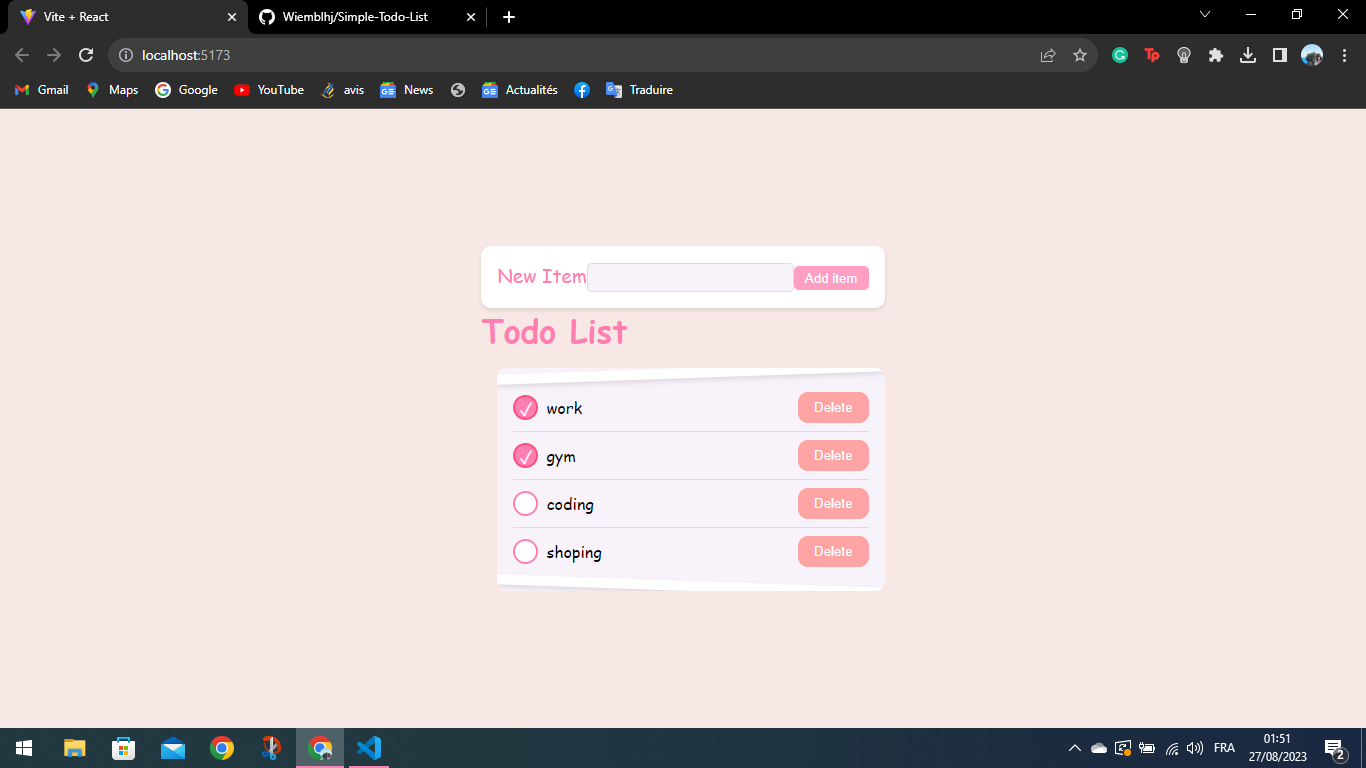 Vite + React
Wiemblhj/Simple-Todo-List
localhost:5173
Gmail Maps Google YouTube avis News Actualités Traduire
New Item Add item
Todo List
work Delete
gym Delete
coding Delete
shoping Delete
FRA
01:51
27/08/2023
2